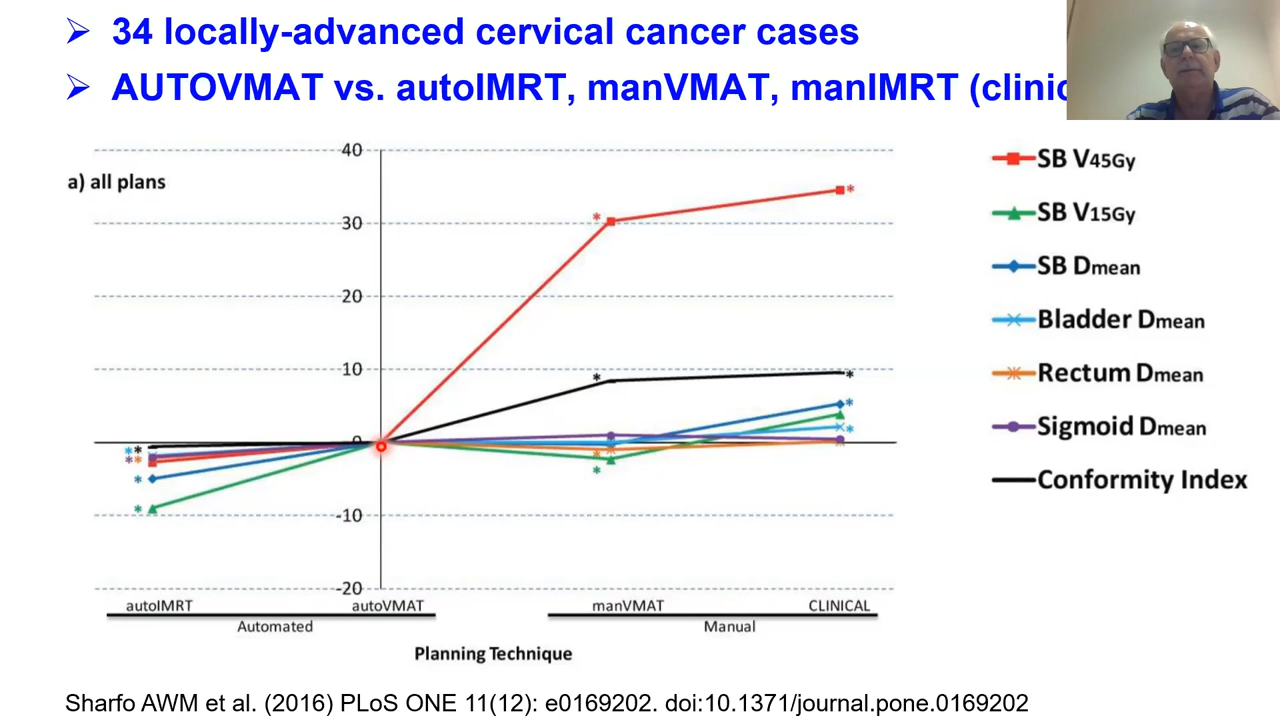 34 locally-advanced cervical cancer cases
AUTOVMAT vs. autoIMRT, manVMAT, manIMRT (clinic
a) all plans
40
30
20
10
0
-10
-20
autoIMRT
autoVMAT
manVMAT
CLINICAL
Automated
Manual
Planning Technique
SB V45Gy
SB V15Gy
SB Dmean
Bladder Dmean
Rectum Dmean
Sigmoid Dmean
Conformity Index
Sharfo AWM et al. (2016) PLoS ONE 11(12): e0169202. doi:10.1371/journal.pone.0169202